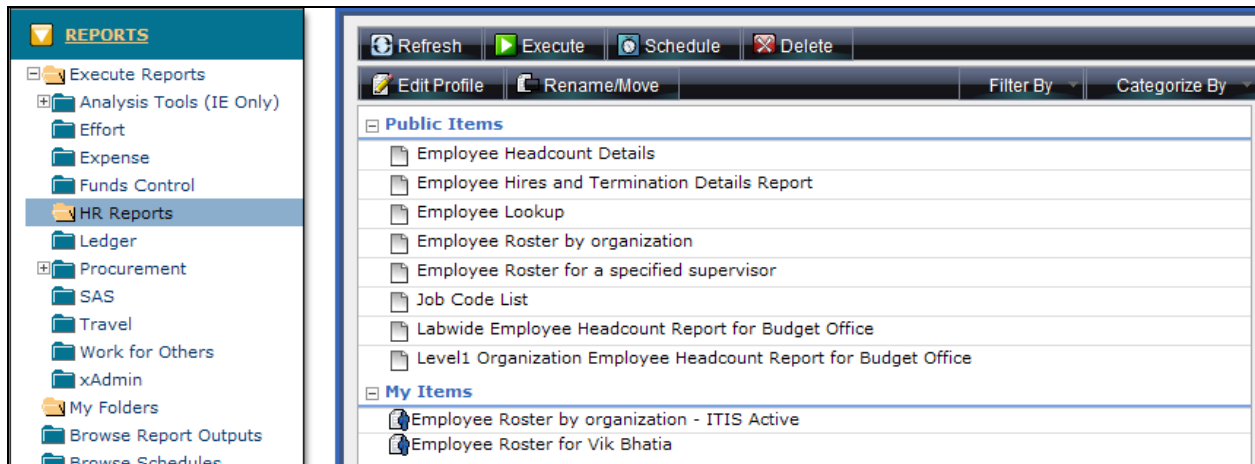 REPORTS
Execute Reports
Analysis Tools (IE Only)
Effort
Expense
Funds Control
HR Reports
Ledger
Procurement
SAS
Travel
Work for Others
xAdmin
My Folders
Browse Report Outputs
Browse Schedules
Refresh Execute Schedule Delete
Edit Profile Rename/Move Filter By Categorize By
Public Items
Employee Headcount Details
Employee Hires and Termination Details Report
Employee Lookup
Employee Roster by organization
Employee Roster for a specified supervisor
Job Code List
Labwide Employee Headcount Report for Budget Office
Level1 Organization Employee Headcount Report for Budget Office
My Items
Employee Roster by organization - ITIS Active
Employee Roster for Vik Bhatia